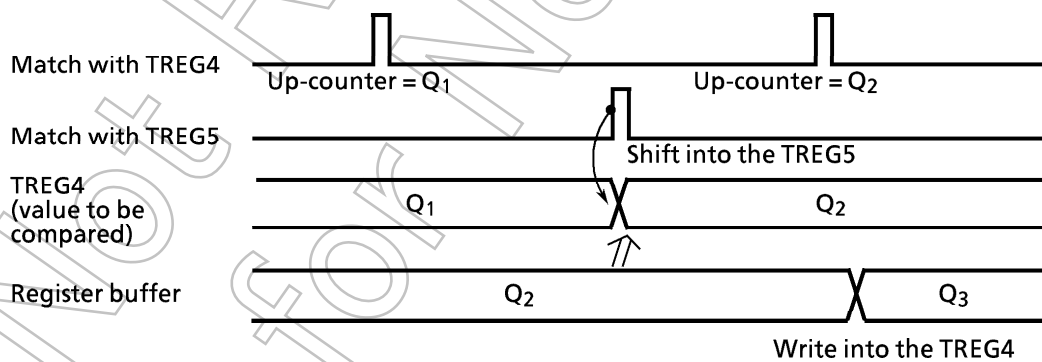 Match with TREG4
Up-counter = Q1
Up-counter = Q2
Match with TREG5
Shift into the TREG5
TREG4
(value to be
compared)
Q1
Q2
Register buffer
Q2
Q3
Write into the TREG4